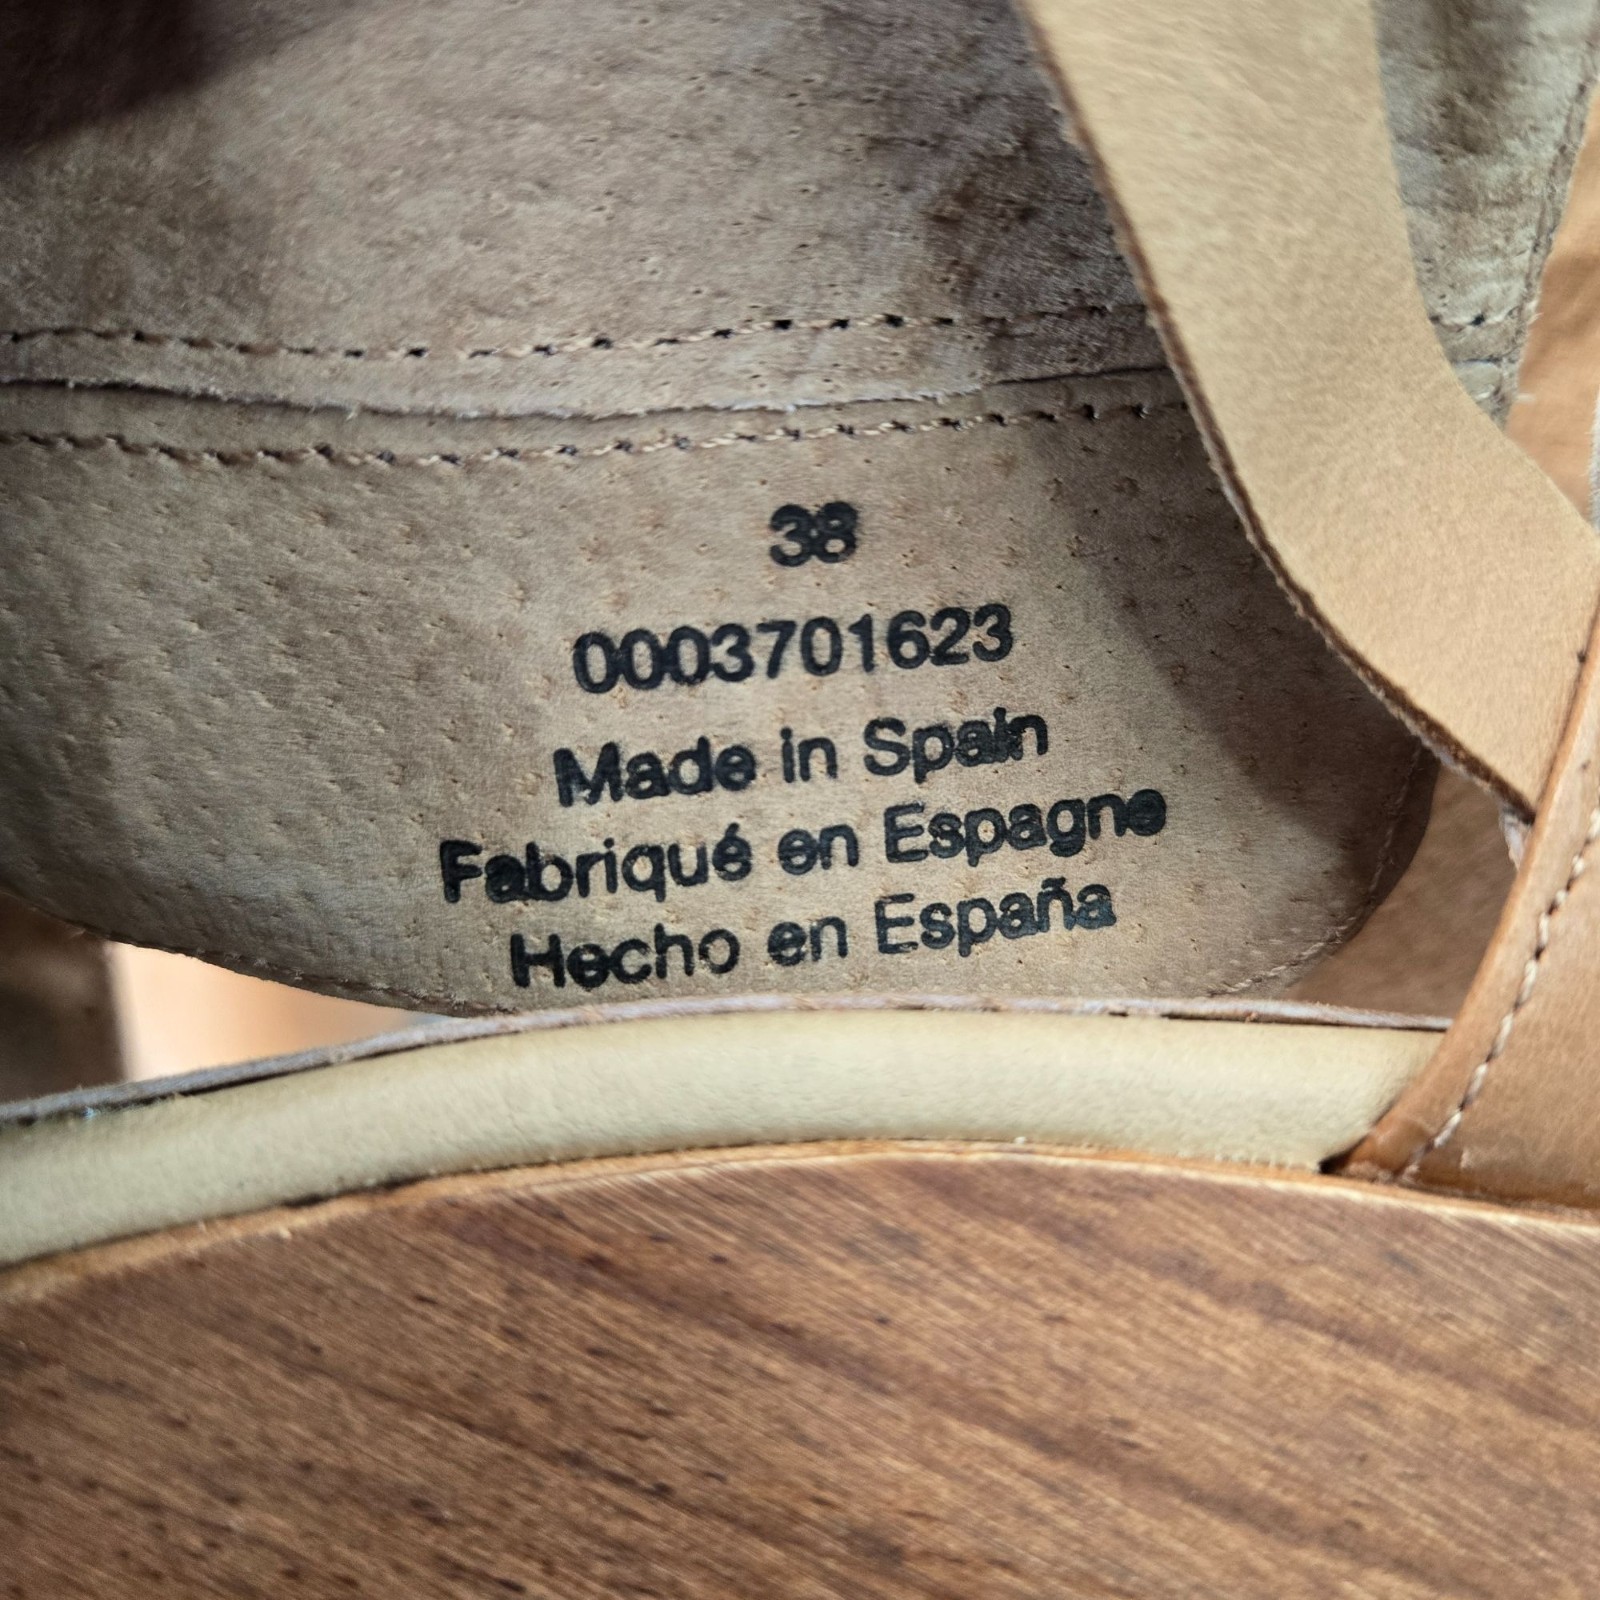 38
0003701623
Made in Spain
Fabriqué en Espagne
Hecho en España